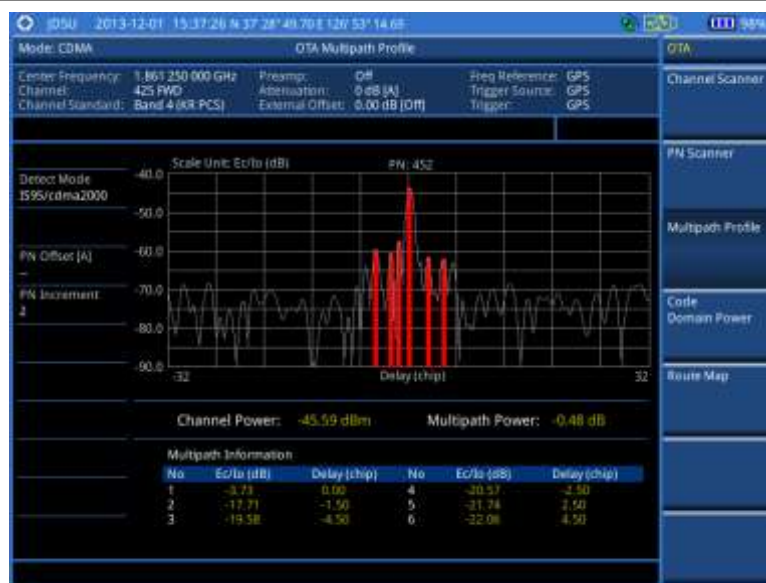 JDSU 2013-12-01 15:37:26 N 37° 28' 49.70 E 126° 53' 14.69 98%
Mode: CDMA OTA Multipath Profile OTA
Center Frequency: 1.861 250 000 GHz Preamp: Off Freq Reference: GPS
Channel: 425 FWD Attenuation: 0 dB [A] Trigger Source: GPS
Channel Standard: Band 4 (KR PCS) External Offset: 0.00 dB (Off) Trigger: GPS
Channel Scanner
PN Scanner
Multipath Profile
Code
Domain Power
Route Map
Detect Mode
IS95/cdma2000
PN Offset [A]
--
PN Increment
2
Scale Unit: Ec/Io (dB) PN: 452
-40.0
-50.0
-60.0
-70.0
-80.0
-90.0
-32 Delay (chip) 32
Channel Power: -45.59 dBm Multipath Power: -0.48 dB
Multipath Information
No Ec/Io (dB) Delay (chip) No Ec/Io (dB) Delay (chip)
1 -3.73 0.00 4 -20.57 -2.50
2 -17.71 -1.50 5 -21.74 2.50
3 -19.58 -4.50 6 -22.06 4.50